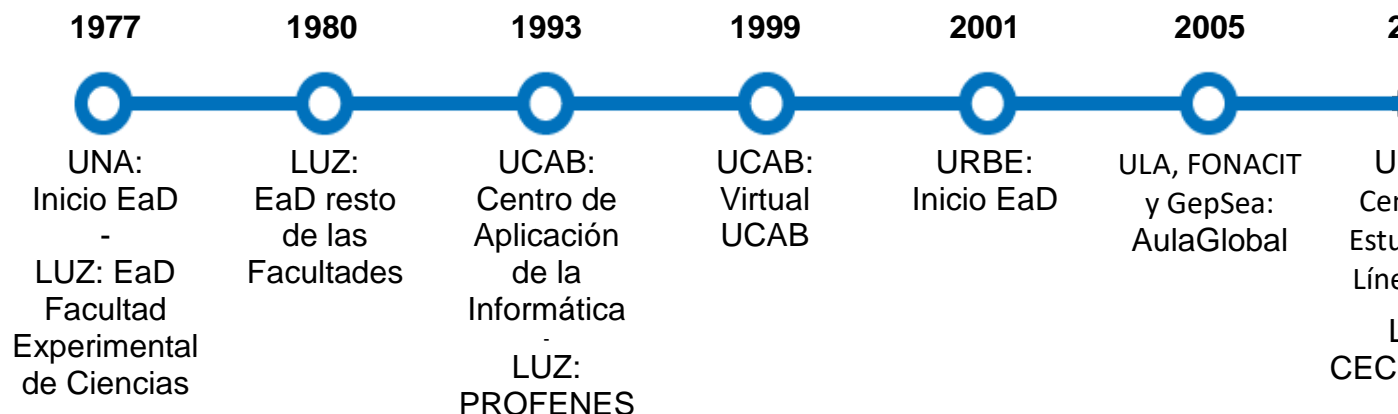 1977 1980 1993 1999 2001 2005
UNA:
Inicio EaD
-
LUZ: EaD
Facultad
Experimental
de Ciencias
LUZ:
EaD resto
de las
Facultades
UCAB:
Centro de
Aplicación
de la
Informática
-
LUZ:
PROFENES
UCAB:
Virtual
UCAB
URBE:
Inicio EaD
ULA, FONACIT
y GepSea:
AulaGlobal